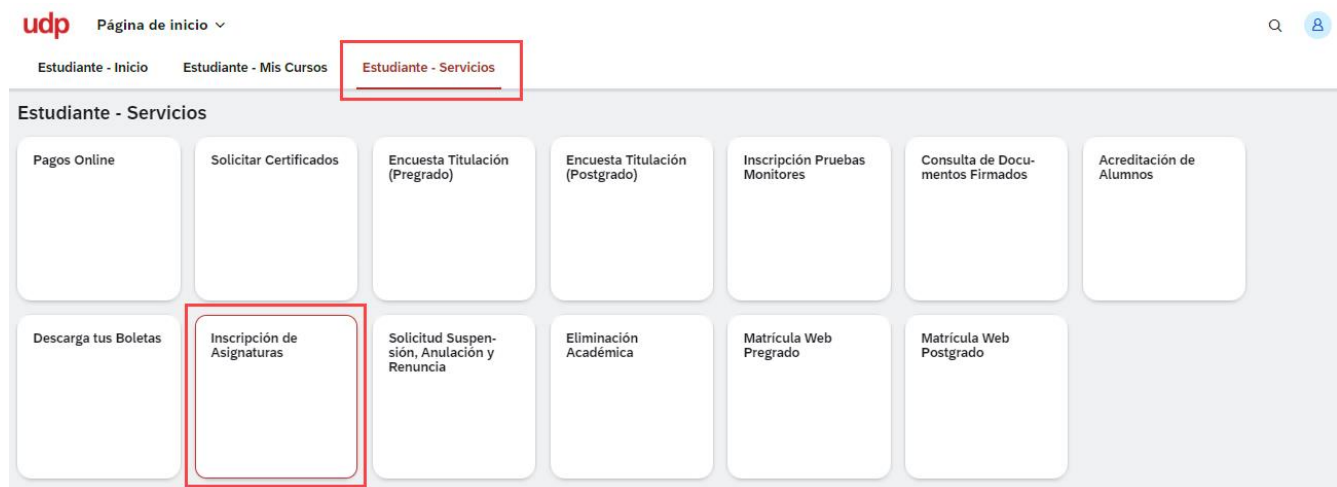 udp Página de inicio
Estudiante - Inicio Estudiante - Mis Cursos Estudiante - Servicios
Estudiante - Servicios
Pagos Online
Solicitar Certificados
Encuesta Titulación
(Pregrado)
Encuesta Titulación
(Postgrado)
Inscripción Pruebas
Monitores
Consulta de Docu-
mentos Firmados
Acreditación de
Alumnos
Descarga tus Boletas
Inscripción de
Asignaturas
Solicitud Suspen-
sión, Anulación y
Renuncia
Eliminación
Académica
Matrícula Web
Pregrado
Matrícula Web
Postgrado